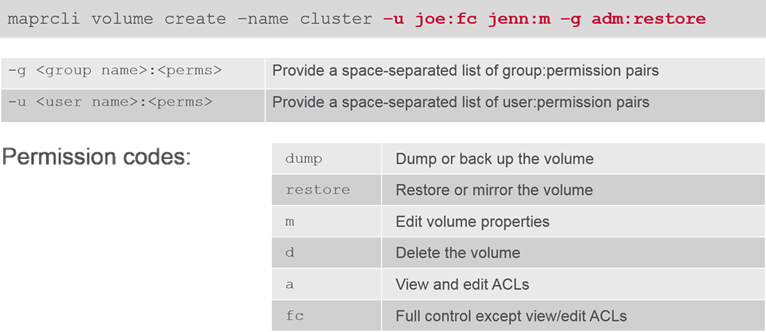 maprcli volume create –name cluster –u joe:fc jenn:m –g adm:restore
-g <group name>:<perms> Provide a space-separated list of group:permission pairs
-u <user name>:<perms> Provide a space-separated list of user:permission pairs
Permission codes:
dump Dump or back up the volume
restore Restore or mirror the volume
m Edit volume properties
d Delete the volume
a View and edit ACLs
fc Full control except view/edit ACLs